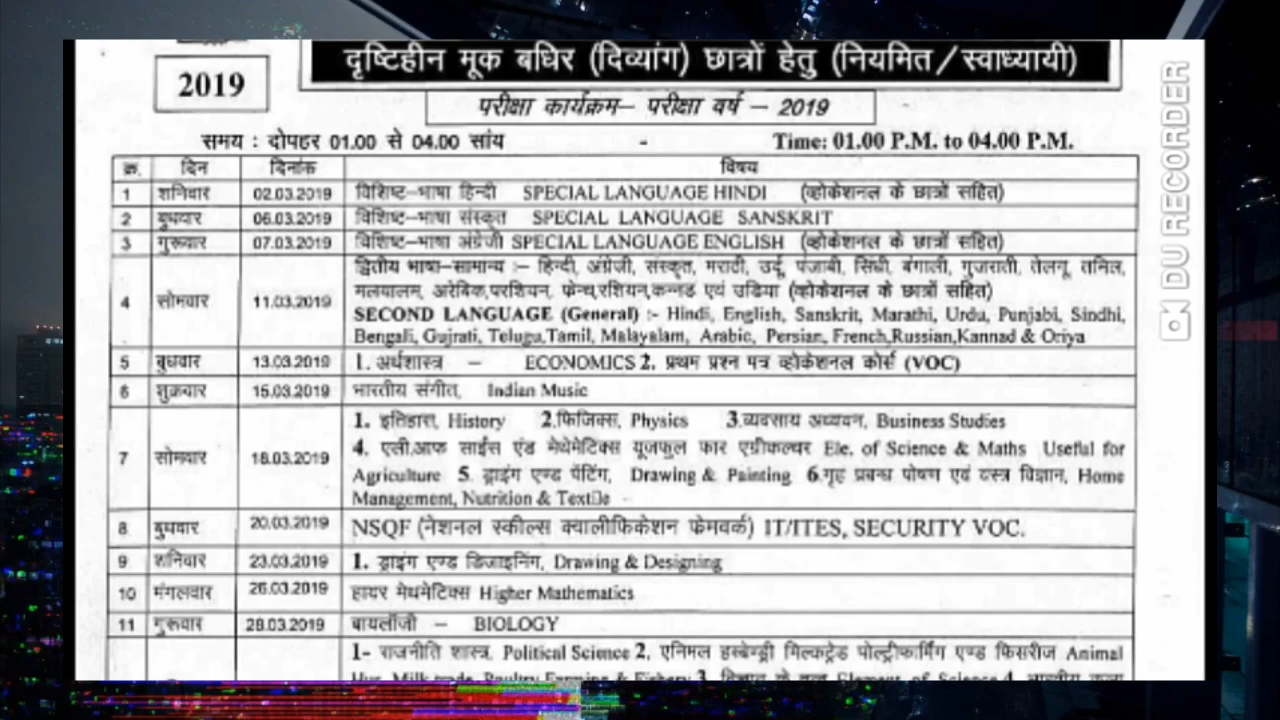 दृष्टिहीन मूक बधिर (दिव्यांग) छात्रों हेतु (नियमित/स्वाध्यायी)
2019
परीक्षा कार्यक्रम– परीक्षा वर्ष – 2019
समय : दोपहर 01.00 से 04.00 सांय - Time: 01.00 P.M. to 04.00 P.M.
क्र. दिन दिनांक विषय
1 शनिवार 02.03.2019 विशिष्ट–भाषा हिन्दी SPECIAL LANGUAGE HINDI (व्होकेशनल के छात्रों सहित)
2 बुधवार 06.03.2019 विशिष्ट–भाषा संस्कृत SPECIAL LANGUAGE SANSKRIT
3 गुरूवार 07.03.2019 विशिष्ट–भाषा अंग्रेजी SPECIAL LANGUAGE ENGLISH (व्होकेशनल के छात्रों सहित)
4 सोमवार 11.03.2019 द्वितीय भाषा–सामान्य :– हिन्दी, अंग्रेजी, संस्कृत, मराठी, उर्दू, पंजाबी, सिंधी, बंगाली, गुजराती, तेलगू, तमिल,
मलयालम, अरेबिक,परशियन, फ्रेन्च,रशियन,कन्नड एवं उडिया (व्होकेशनल के छात्रों सहित)
SECOND LANGUAGE (General) :- Hindi, English, Sanskrit, Marathi, Urdu, Punjabi, Sindhi,
Bengali, Gujrati, Telugu,Tamil, Malayalam, Arabic, Persian, French,Russian,Kannad & Oriya
5 बुधवार 13.03.2019 1. अर्थशास्त्र – ECONOMICS 2. प्रथम प्रश्न पत्र व्होकेशनल कोर्स (VOC)
6 शुक्रवार 15.03.2019 भारतीय संगीत, Indian Music
7 सोमवार 18.03.2019 1. इतिहास, History 2.फिजिक्स, Physics 3.व्यवसाय अध्ययन, Business Studies
4. एली.आफ साईस एंड मेथेमेटिक्स यूजफुल फार एग्रीकल्चर Ele. of Science & Maths Useful for
Agriculture 5. ड्राइंग एण्ड पेंटिंग, Drawing & Painting 6.गृह प्रबन्ध पोषण एवं वस्त्र विज्ञान, Home
Management, Nutrition & Textile
8 बुधवार 20.03.2019 NSQF (नेशनल स्कील्स क्वालीफिकेशन फ्रेमवर्क) IT/ITES, SECURITY VOC.
9 शनिवार 23.03.2019 1. ड्राइंग एण्ड डिजाइनिंग, Drawing & Designing
10 मंगलवार 26.03.2019 हायर मेथमेटिक्स Higher Mathematics
11 गुरूवार 28.03.2019 बायलॉजी – BIOLOGY
1- राजनीति शास्त्र, Political Science 2. एनिमल हस्बेन्ड्री मिल्कट्रेड पोल्ट्रीफार्मिंग एण्ड फिसरीज Animal
DU RECORDER